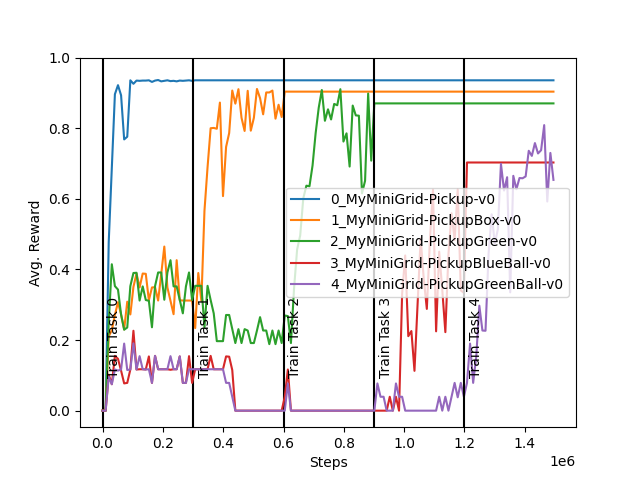 1.0
0.8
0.6
0.4
0.2
0.0
Avg. Reward
0_MyMiniGrid-Pickup-v0
1_MyMiniGrid-PickupBox-v0
2_MyMiniGrid-PickupGreen-v0
3_MyMiniGrid-PickupBlueBall-v0
4_MyMiniGrid-PickupGreenBall-v0
Train Task 0
Train Task 1
Train Task 2
Train Task 3
Train Task 4
0.0 0.2 0.4 0.6 0.8 1.0 1.2 1.4
Steps
1e6